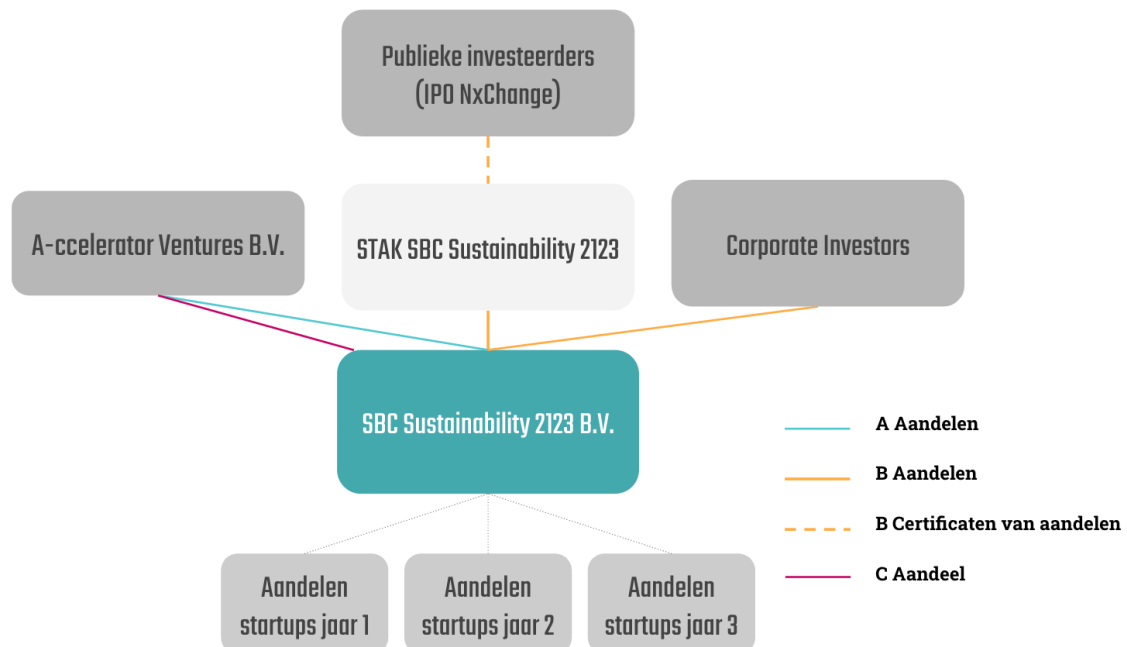 Publieke investeerders
(IPO NxChange)
A-ccelerator Ventures B.V.
STAK SBC Sustainability 2123
Corporate Investors
SBC Sustainability 2123 B.V.
A Aandelen
B Aandelen
B Certificaten van aandelen
C Aandeel
Aandelen
startups jaar 1
Aandelen
startups jaar 2
Aandelen
startups jaar 3